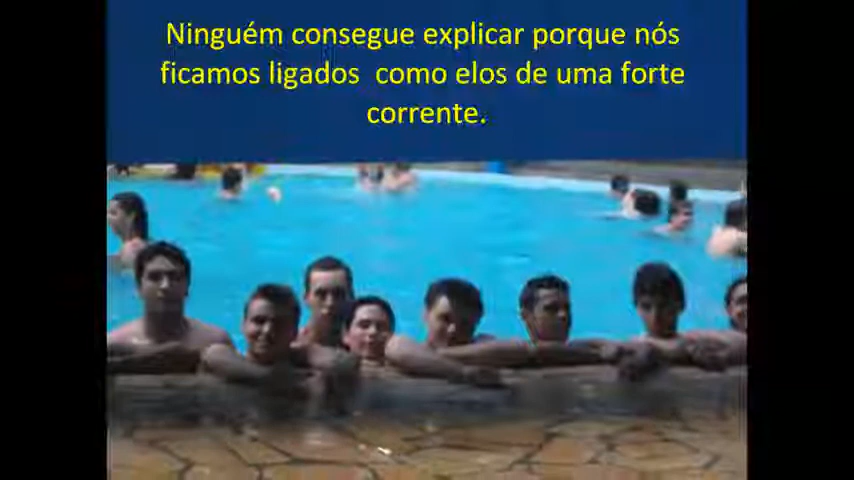 Ninguém consegue explicar porque nós
ficamos ligados como elos de uma forte
corrente.